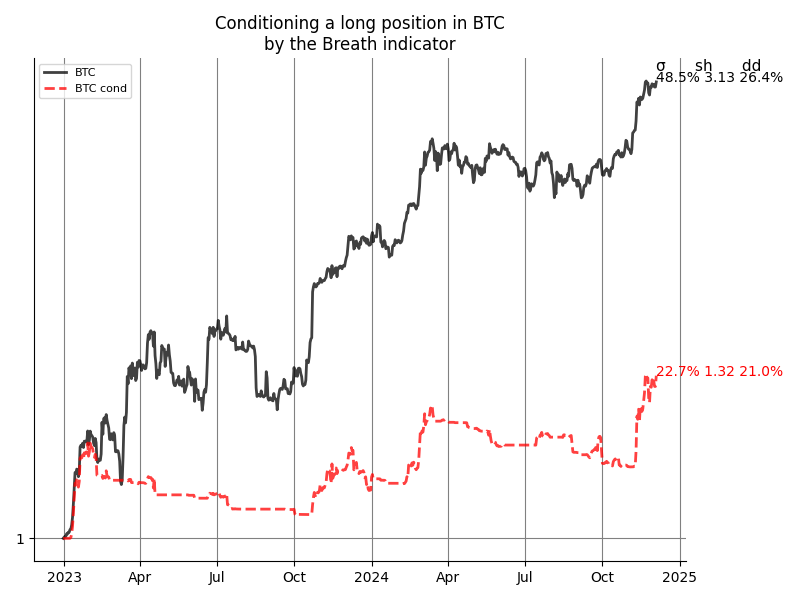 Conditioning a long position in BTC
by the Breath indicator
BTC
BTC cond
σ sh dd
48.5% 3.13 26.4%
22.7% 1.32 21.0%
1
2023 Apr Jul Oct 2024 Apr Jul Oct 2025